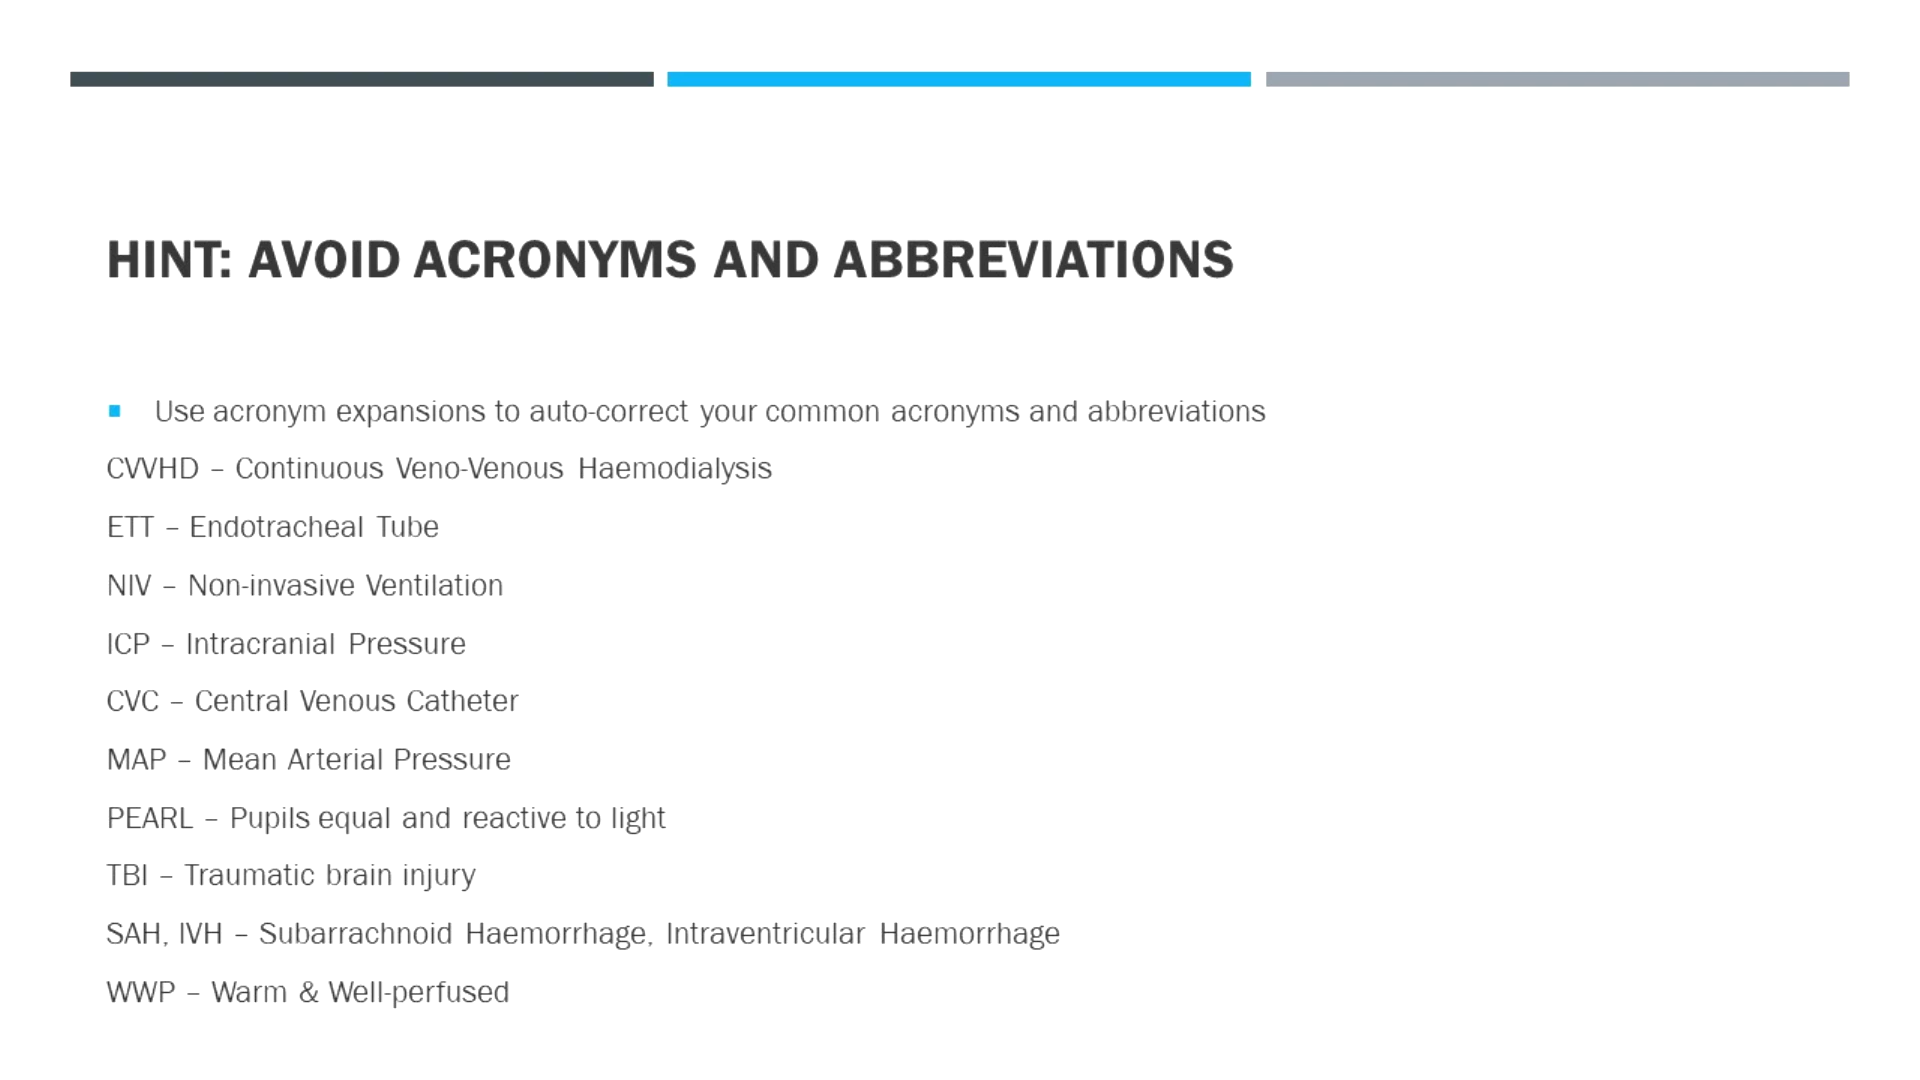 HINT: AVOID ACRONYMS AND ABBREVIATIONS
Use acronym expansions to auto-correct your common acronyms and abbreviations
CVVHD – Continuous Veno-Venous Haemodialysis
ETT – Endotracheal Tube
NIV – Non-invasive Ventilation
ICP – Intracranial Pressure
CVC – Central Venous Catheter
MAP – Mean Arterial Pressure
PEARL – Pupils equal and reactive to light
TBI – Traumatic brain injury
SAH, IVH – Subarrachnoid Haemorrhage, Intraventricular Haemorrhage
WWP – Warm & Well-perfused